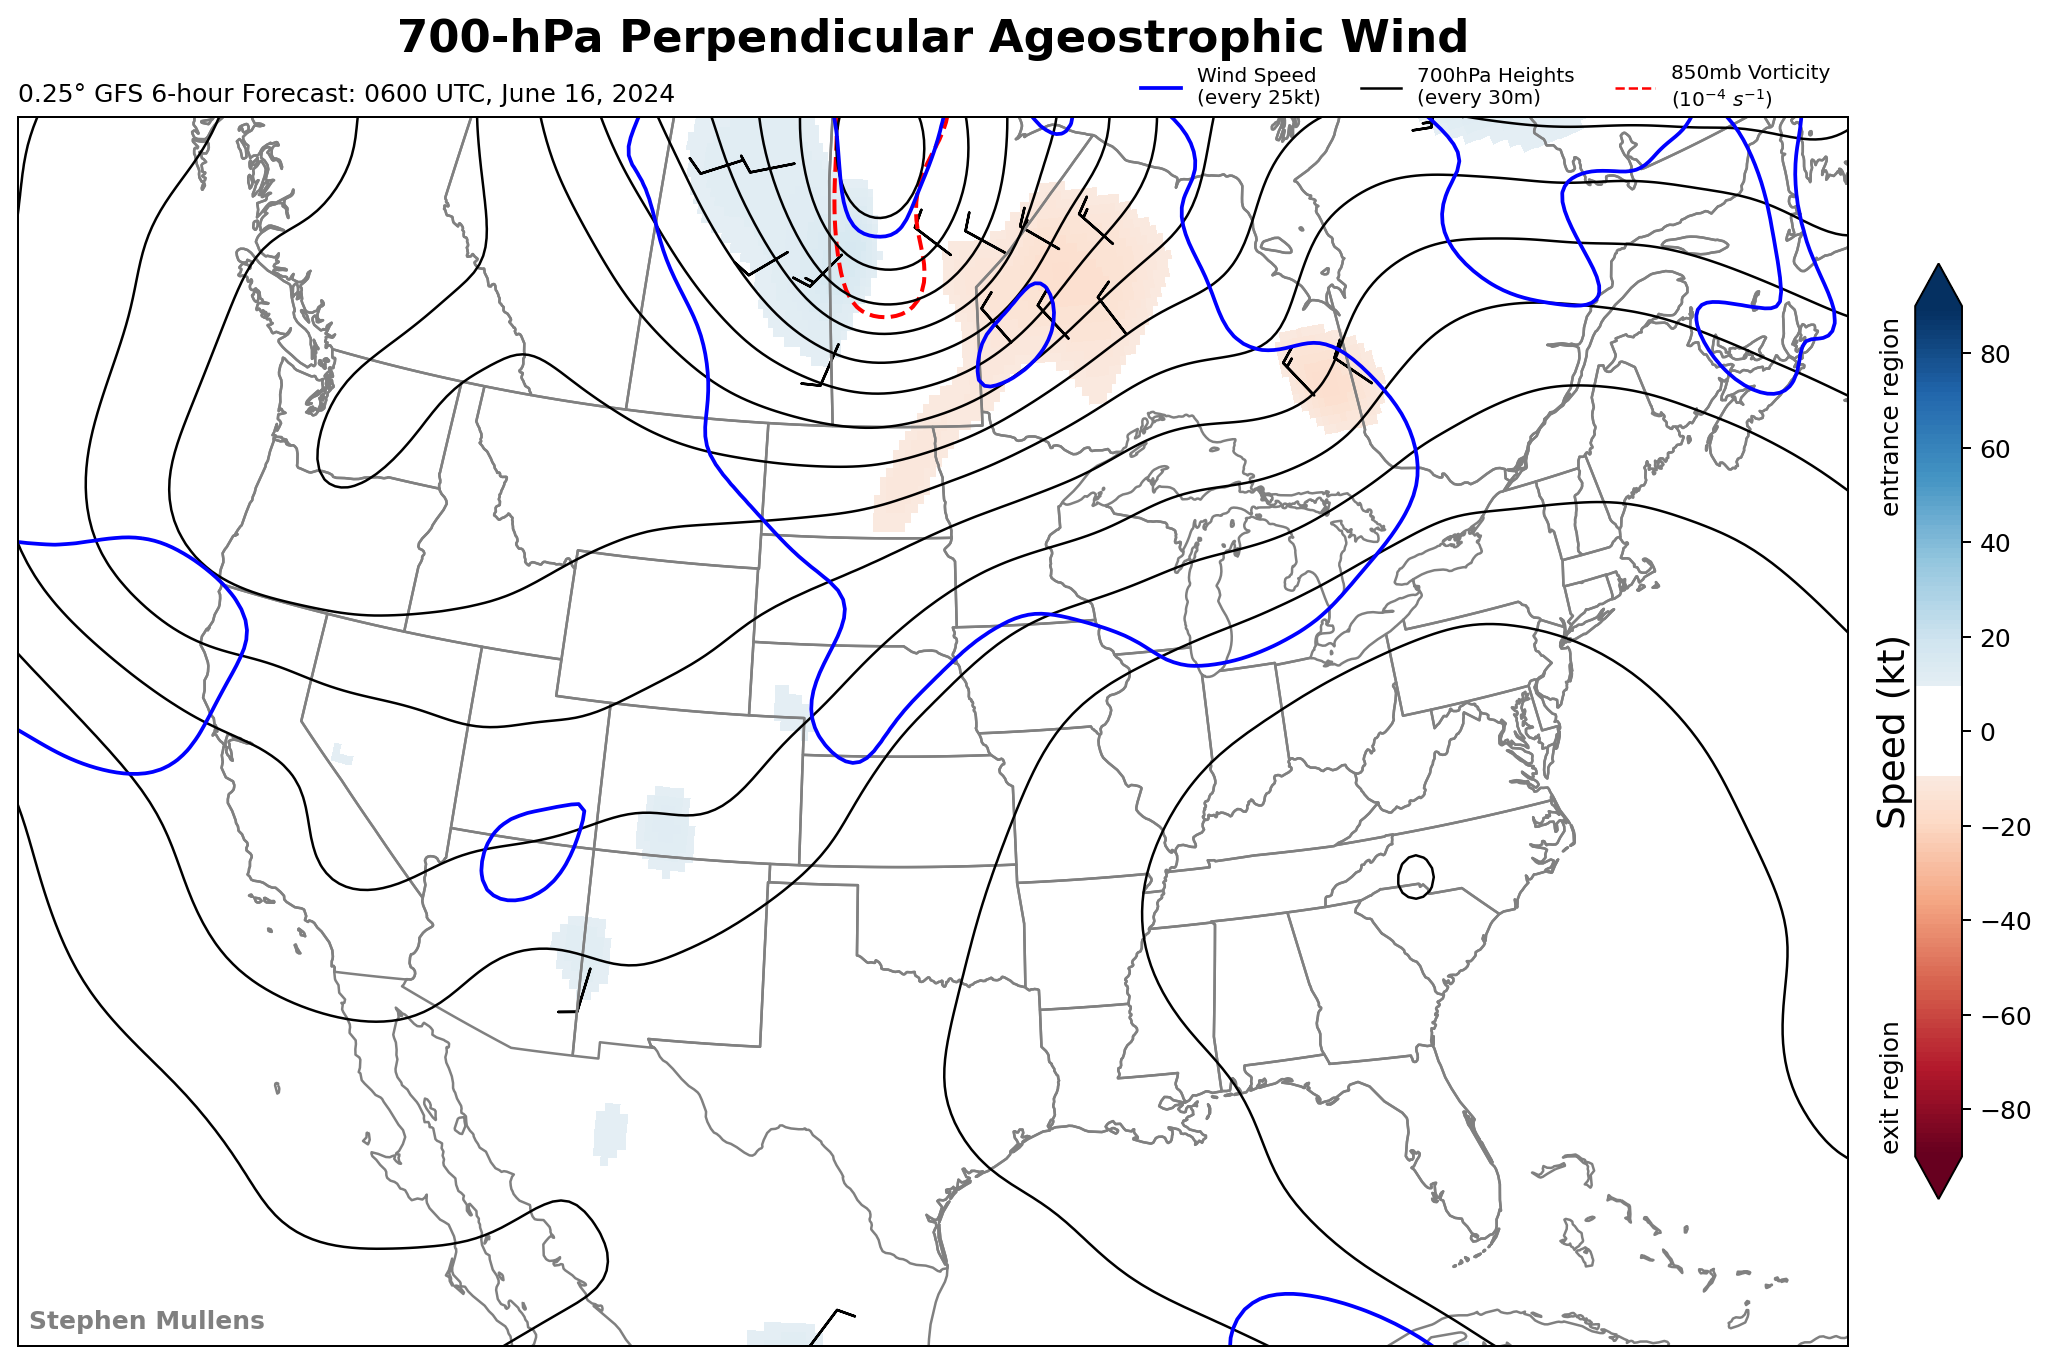 700-hPa Perpendicular Ageostrophic Wind
0.25° GFS 6-hour Forecast: 0600 UTC, June 16, 2024
Wind Speed
(every 25kt)
700hPa Heights
(every 30m)
850mb Vorticity
(10⁻⁴ s⁻¹)
entrance region
Speed (kt)
exit region
80
60
40
20
0
−20
−40
−60
−80
Stephen Mullens